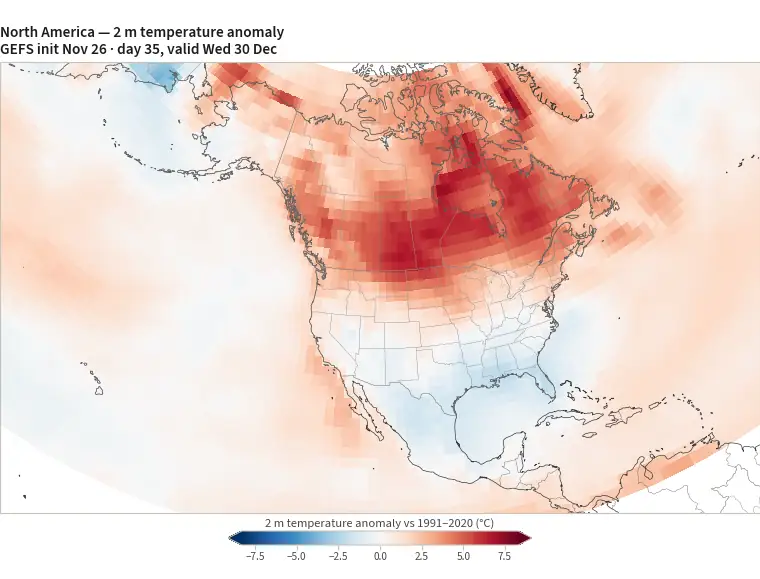 North America — 2 m temperature anomaly
GEFS init Nov 26 · day 35, valid Wed 30 Dec
2 m temperature anomaly vs 1991–2020 (°C)
−7.5 −5.0 −2.5 0.0 2.5 5.0 7.5